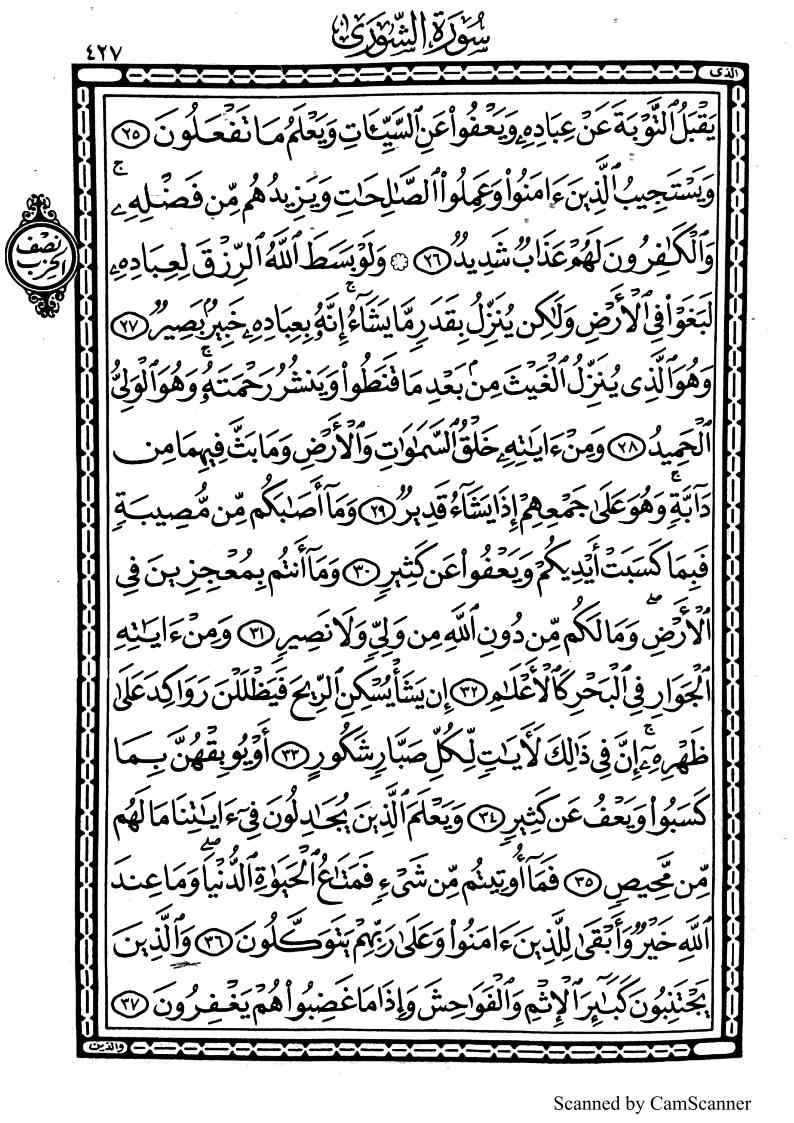 سُورَةُ الشُّورَىٰ
٤٢٧
الذى
يَقْبَلُ ٱلتَّوْبَةَ عَنْ عِبَادِهِۦ وَيَعْفُوا۟ عَنِ ٱلسَّيِّـَٔاتِ وَيَعْلَمُ مَا تَفْعَلُونَ ٢٥
وَيَسْتَجِيبُ ٱلَّذِينَ ءَامَنُوا۟ وَعَمِلُوا۟ ٱلصَّـٰلِحَـٰتِ وَيَزِيدُهُم مِّن فَضْلِهِۦ ۚ
وَٱلْكَـٰفِرُونَ لَهُمْ عَذَابٌ شَدِيدٌ ٢٦ ۞ وَلَوْ بَسَطَ ٱللَّهُ ٱلرِّزْقَ لِعِبَادِهِۦ
لَبَغَوْا۟ فِى ٱلْأَرْضِ وَلَـٰكِن يُنَزِّلُ بِقَدَرٍ مَّا يَشَآءُ ۚ إِنَّهُۥ بِعِبَادِهِۦ خَبِيرٌۢ بَصِيرٌ ٢٧
وَهُوَ ٱلَّذِى يُنَزِّلُ ٱلْغَيْثَ مِنۢ بَعْدِ مَا قَنَطُوا۟ وَيَنشُرُ رَحْمَتَهُۥ ۚ وَهُوَ ٱلْوَلِىُّ
ٱلْحَمِيدُ ٢٨ وَمِنْ ءَايَـٰتِهِۦ خَلْقُ ٱلسَّمَـٰوَٰتِ وَٱلْأَرْضِ وَمَا بَثَّ فِيهِمَا مِن
دَآبَّةٍ ۚ وَهُوَ عَلَىٰ جَمْعِهِمْ إِذَا يَشَآءُ قَدِيرٌ ٢٩ وَمَآ أَصَـٰبَكُم مِّن مُّصِيبَةٍ
فَبِمَا كَسَبَتْ أَيْدِيكُمْ وَيَعْفُوا۟ عَن كَثِيرٍ ٣٠ وَمَآ أَنتُم بِمُعْجِزِينَ فِى
ٱلْأَرْضِ ۖ وَمَا لَكُم مِّن دُونِ ٱللَّهِ مِن وَلِىٍّ وَلَا نَصِيرٍ ٣١ وَمِنْ ءَايَـٰتِهِ
ٱلْجَوَارِ فِى ٱلْبَحْرِ كَٱلْأَعْلَـٰمِ ٣٢ إِن يَشَأْ يُسْكِنِ ٱلرِّيحَ فَيَظْلَلْنَ رَوَاكِدَ عَلَىٰ
ظَهْرِهِۦٓ ۚ إِنَّ فِى ذَٰلِكَ لَـَٔايَـٰتٍ لِّكُلِّ صَبَّارٍ شَكُورٍ ٣٣ أَوْ يُوبِقْهُنَّ بِمَا
كَسَبُوا۟ وَيَعْفُ عَن كَثِيرٍ ٣٤ وَيَعْلَمَ ٱلَّذِينَ يُجَـٰدِلُونَ فِىٓ ءَايَـٰتِنَا مَا لَهُم
مِّن مَّحِيصٍ ٣٥ فَمَآ أُوتِيتُم مِّن شَىْءٍ فَمَتَـٰعُ ٱلْحَيَوٰةِ ٱلدُّنْيَا ۖ وَمَا عِندَ
ٱللَّهِ خَيْرٌ وَأَبْقَىٰ لِلَّذِينَ ءَامَنُوا۟ وَعَلَىٰ رَبِّهِمْ يَتَوَكَّلُونَ ٣٦ وَٱلَّذِينَ
يَجْتَنِبُونَ كَبَـٰٓئِرَ ٱلْإِثْمِ وَٱلْفَوَٰحِشَ وَإِذَا مَا غَضِبُوا۟ هُمْ يَغْفِرُونَ ٣٧
نصف
الحزب
والذين
Scanned by CamScanner